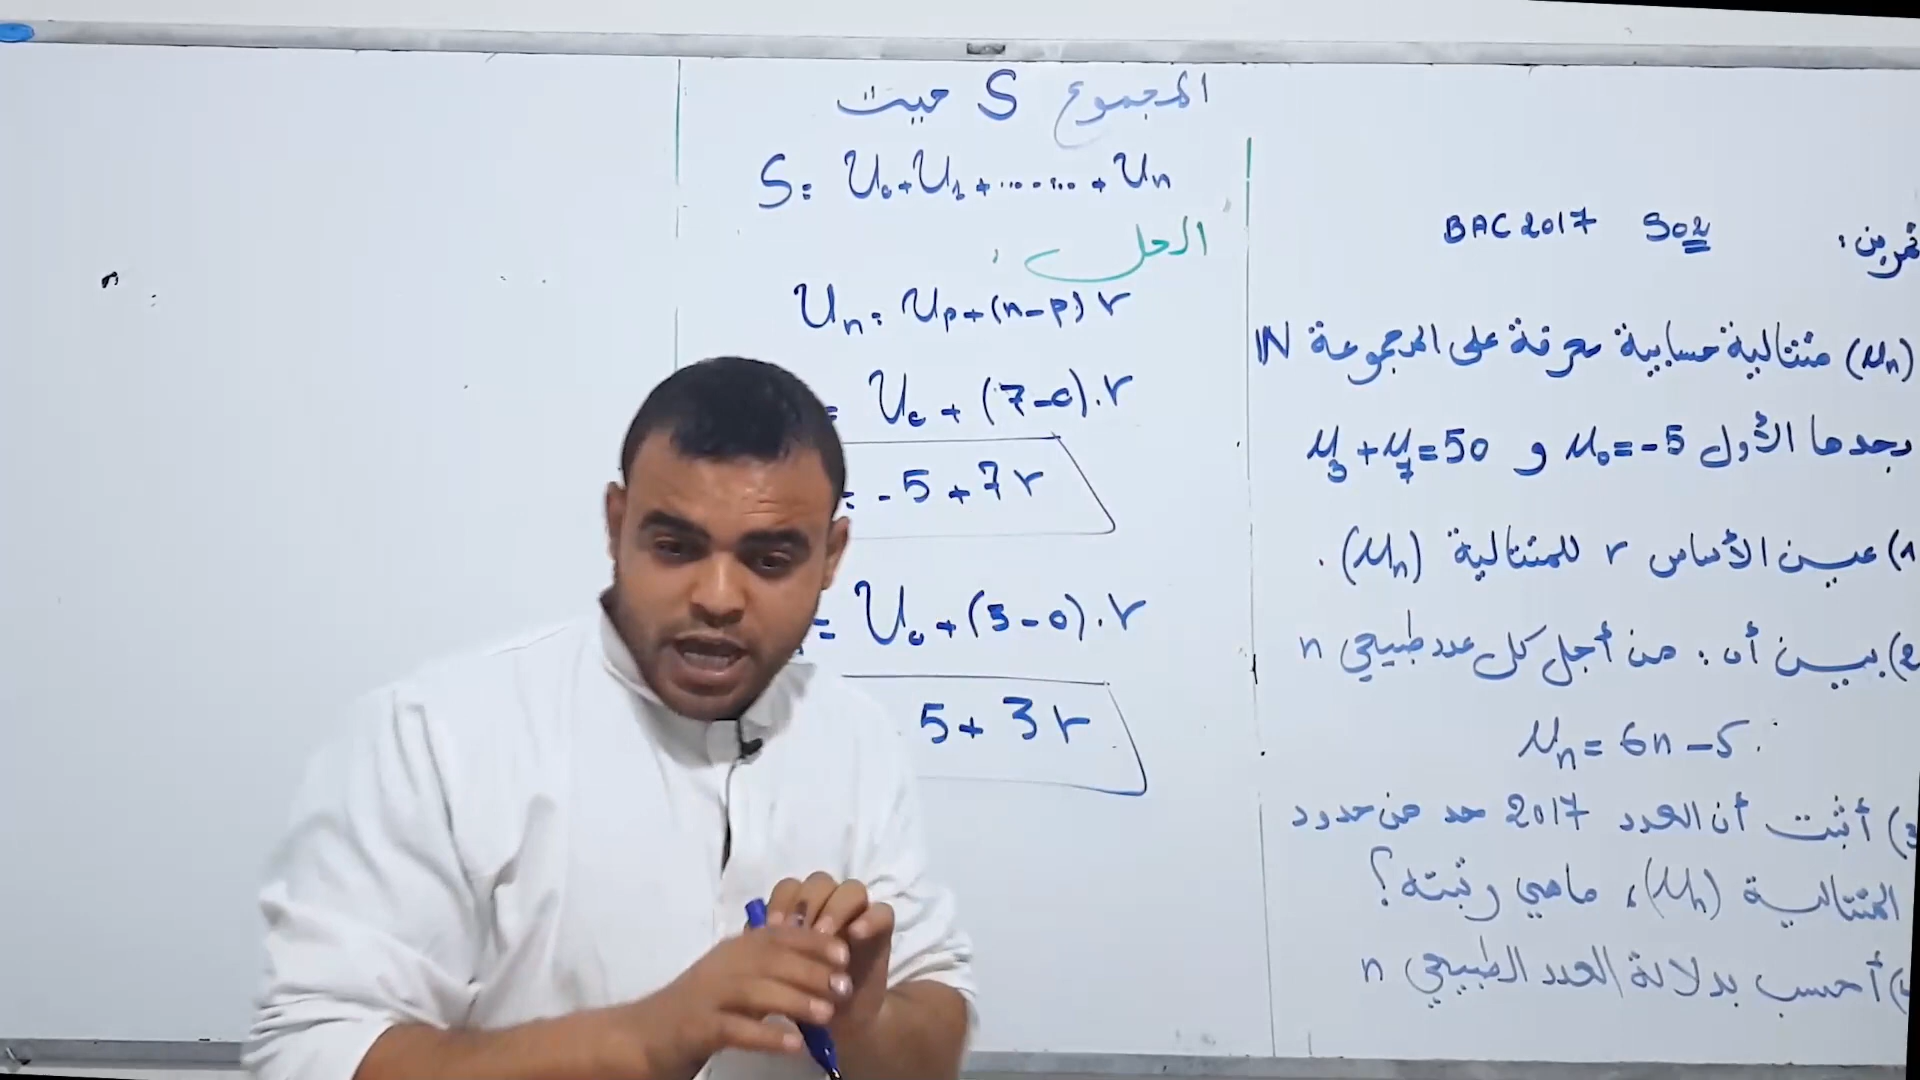 تمرين: BAC 2017 S02
(Un) متتالية حسابية معرفة على المجموعة IN
بحدها الأول U₀=-5 و U₃+U₇=50
1) عين الأساس r للمتتالية (Un).
2) بين أن: من أجل كل عدد طبيعي n
Un = 6n-5.
3) أثبت أن العدد 2017 حد من حدود
المتتالية (Un)، ماهي رتبته؟
أحسب بدلالة العدد الطبيعي n
المجموع S حيث
S= U₀+U₁+.......+Un
الحل:
Un= Up+(n-p)r
= U₀+(7-0).r
= -5+7r
= U₀+(3-0).r
5+3r